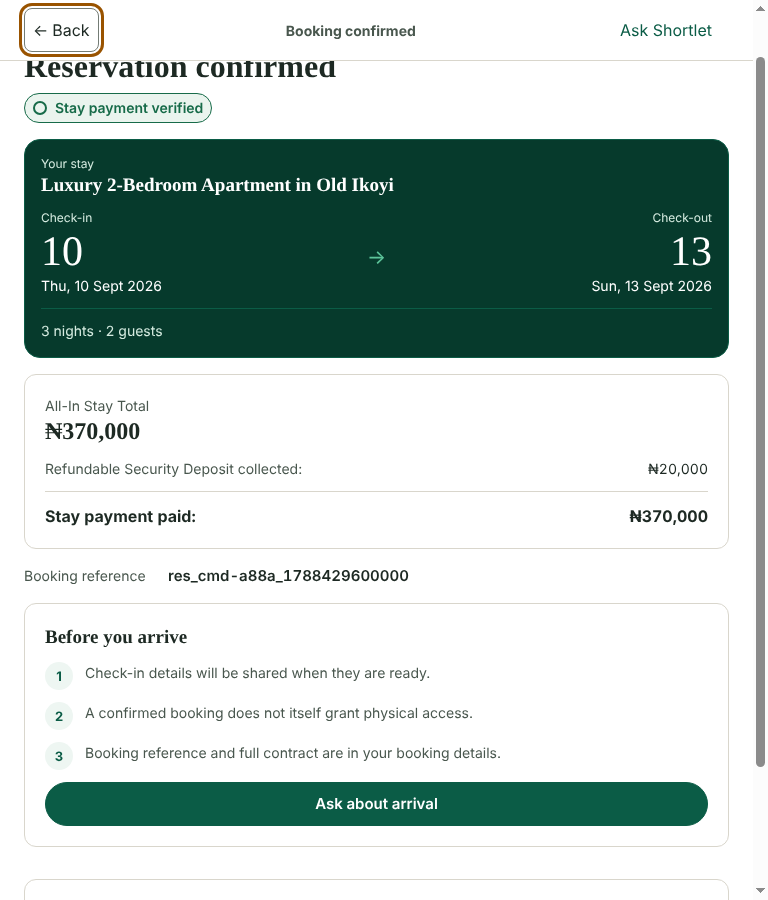 ← Back
Booking confirmed
Ask Shortlet
Reservation confirmed
Stay payment verified
Your stay
Luxury 2-Bedroom Apartment in Old Ikoyi
Check-in
Check-out
10
→
13
Thu, 10 Sept 2026
Sun, 13 Sept 2026
3 nights · 2 guests
All-In Stay Total
₦370,000
Refundable Security Deposit collected:
₦20,000
Stay payment paid:
₦370,000
Booking reference
res_cmd-a88a_1788429600000
Before you arrive
1
Check-in details will be shared when they are ready.
2
A confirmed booking does not itself grant physical access.
3
Booking reference and full contract are in your booking details.
Ask about arrival